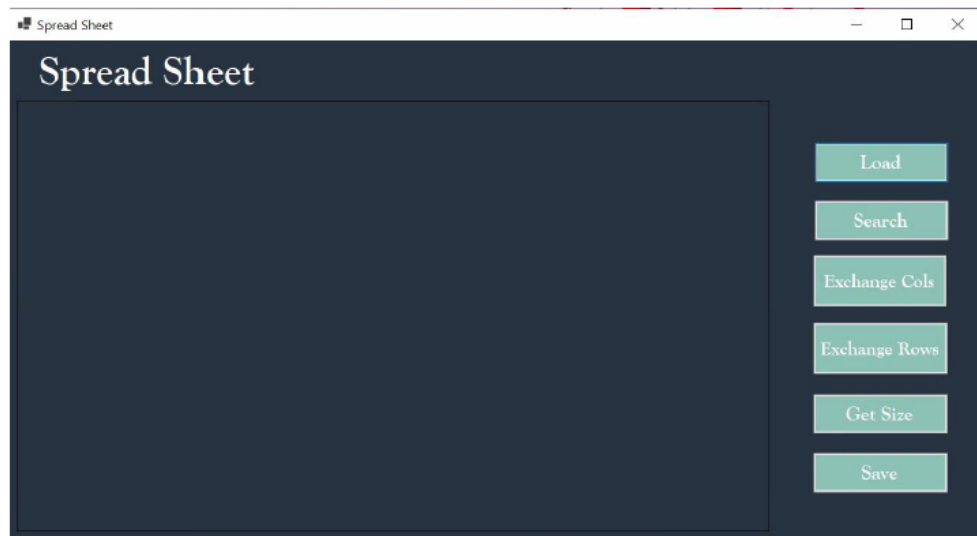 Spread Sheet
Spread Sheet
Load
Search
Exchange Cols
Exchange Rows
Get Size
Save